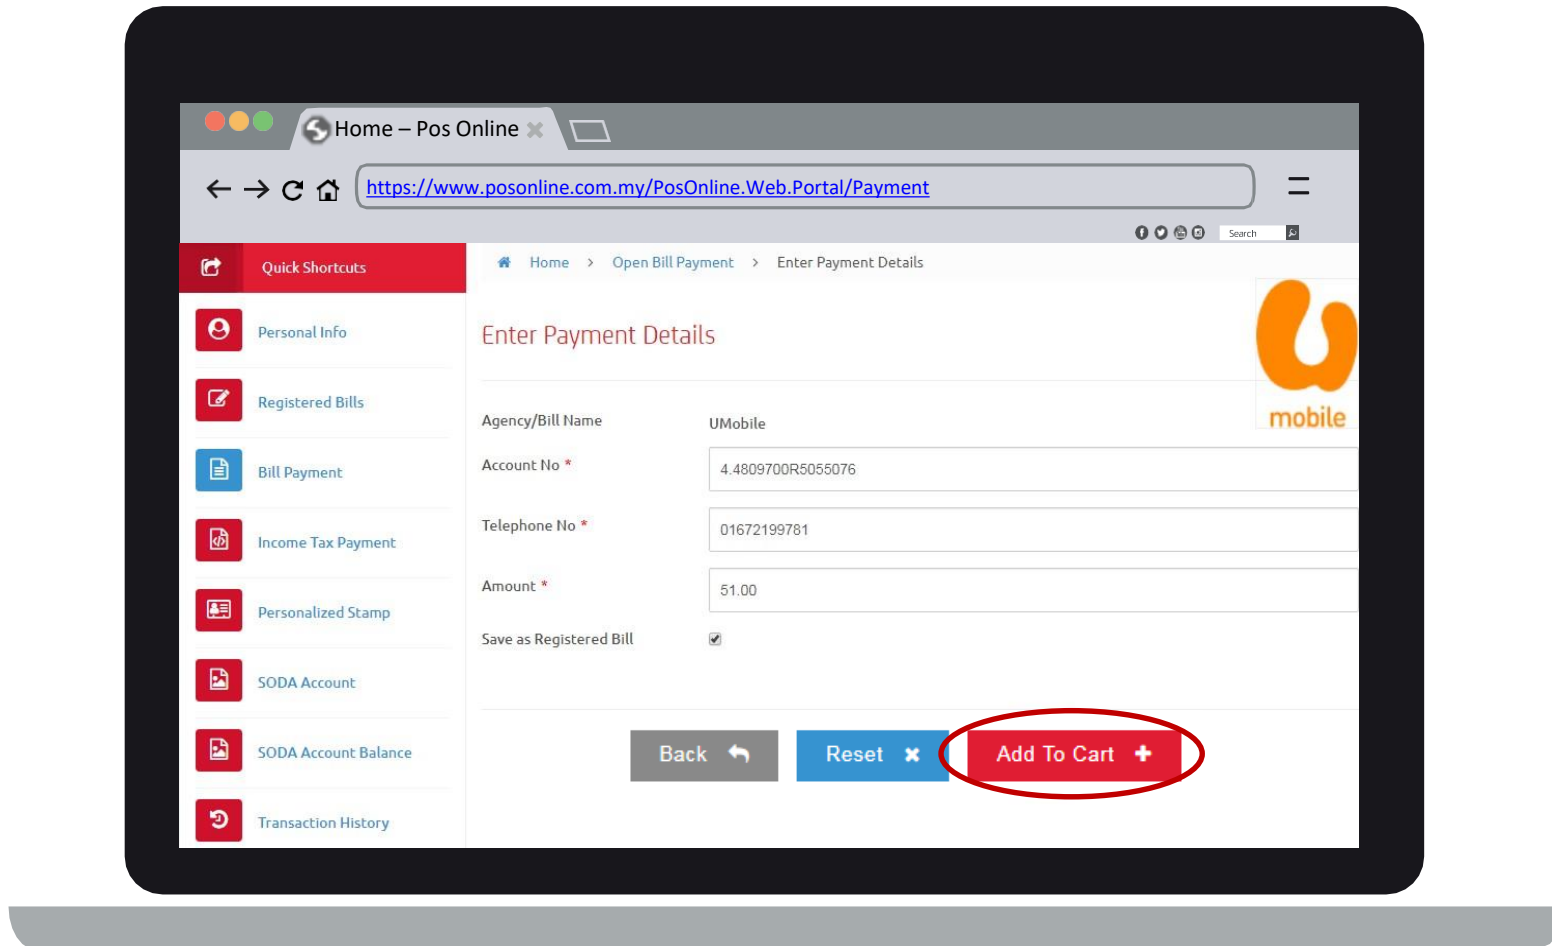 Home – Pos Online
https://www.posonline.com.my/PosOnline.Web.Portal/Payment
Search
Quick Shortcuts
Home > Open Bill Payment > Enter Payment Details
Personal Info
Registered Bills
Bill Payment
Income Tax Payment
Personalized Stamp
SODA Account
SODA Account Balance
Transaction History
Enter Payment Details
mobile
Agency/Bill Name UMobile
Account No * 4.4809700R5055076
Telephone No * 01672199781
Amount * 51.00
Save as Registered Bill
Back Reset Add To Cart